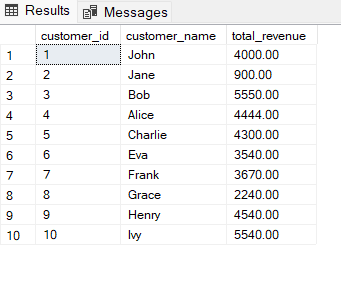 Results Messages
customer_id customer_name total_revenue
1 1 John 4000.00
2 2 Jane 900.00
3 3 Bob 5550.00
4 4 Alice 4444.00
5 5 Charlie 4300.00
6 6 Eva 3540.00
7 7 Frank 3670.00
8 8 Grace 2240.00
9 9 Henry 4540.00
10 10 Ivy 5540.00